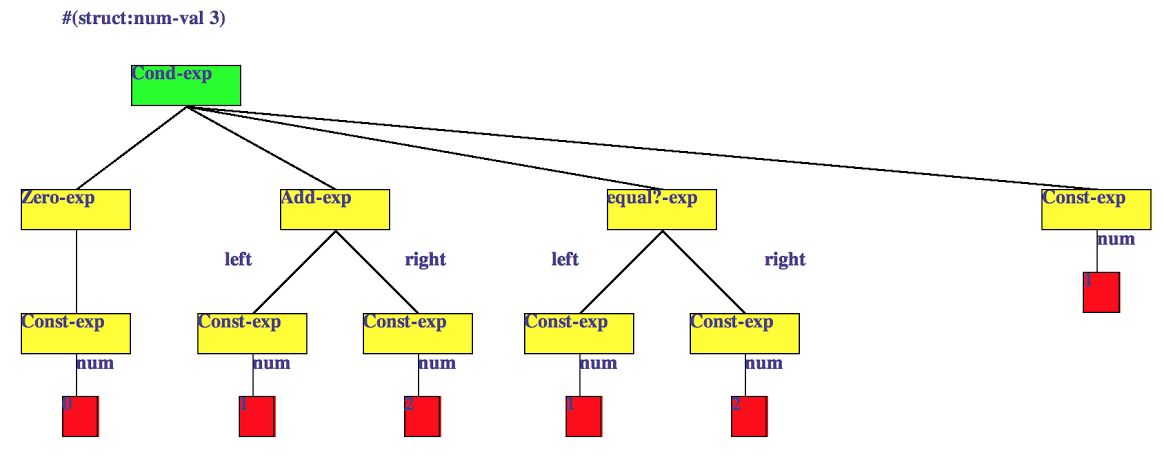 #(struct:num-val 3)
Cond-exp
Zero-exp Add-exp equal?-exp Const-exp
num
left right left right
1
Const-exp Const-exp Const-exp Const-exp Const-exp
num num num num num
0 1 2 1 2